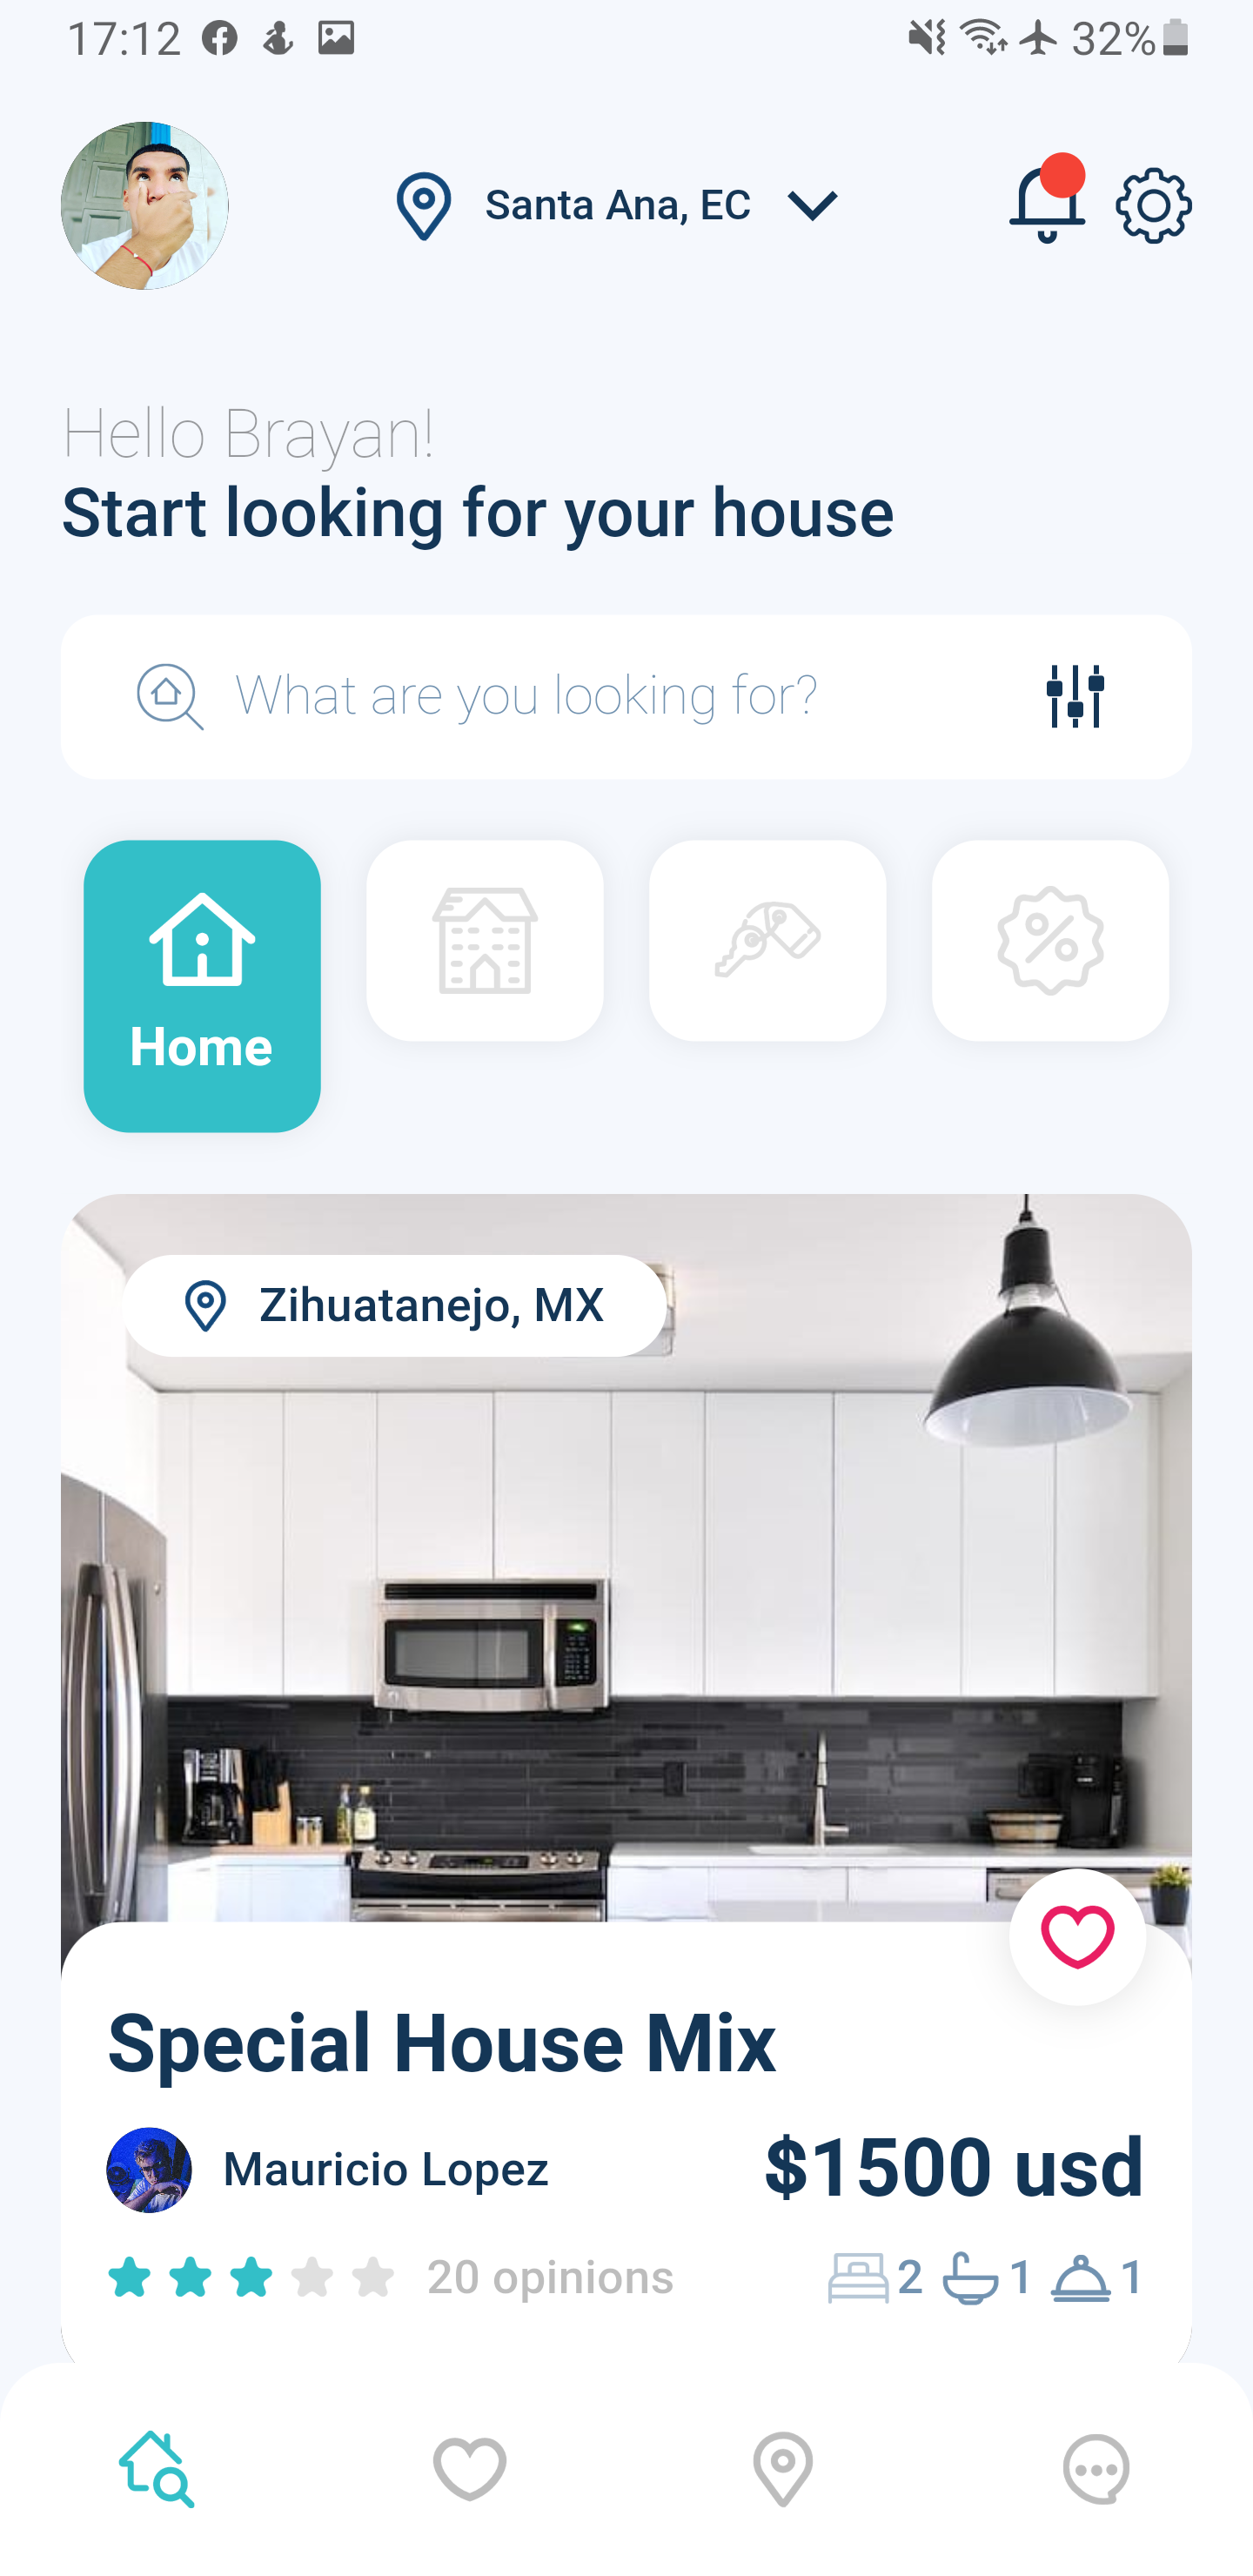 17:12
32%
Santa Ana, EC
Hello Brayan!
Start looking for your house
What are you looking for?
Home
Zihuatanejo, MX
Special House Mix
Mauricio Lopez
$1500 usd
20 opinions
2
1
1